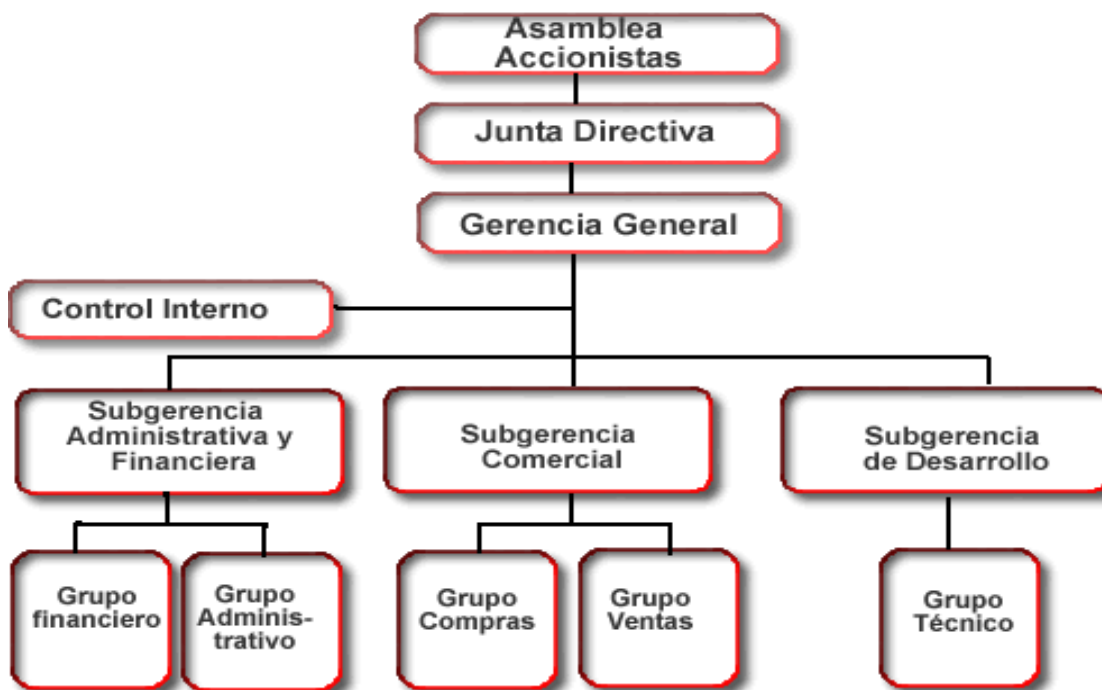 Asamblea
Accionistas
Junta Directiva
Gerencia General
Control Interno
Subgerencia
Administrativa y
Financiera
Subgerencia
Comercial
Subgerencia
de Desarrollo
Grupo
financiero
Grupo
Adminis-
trativo
Grupo
Compras
Grupo
Ventas
Grupo
Técnico